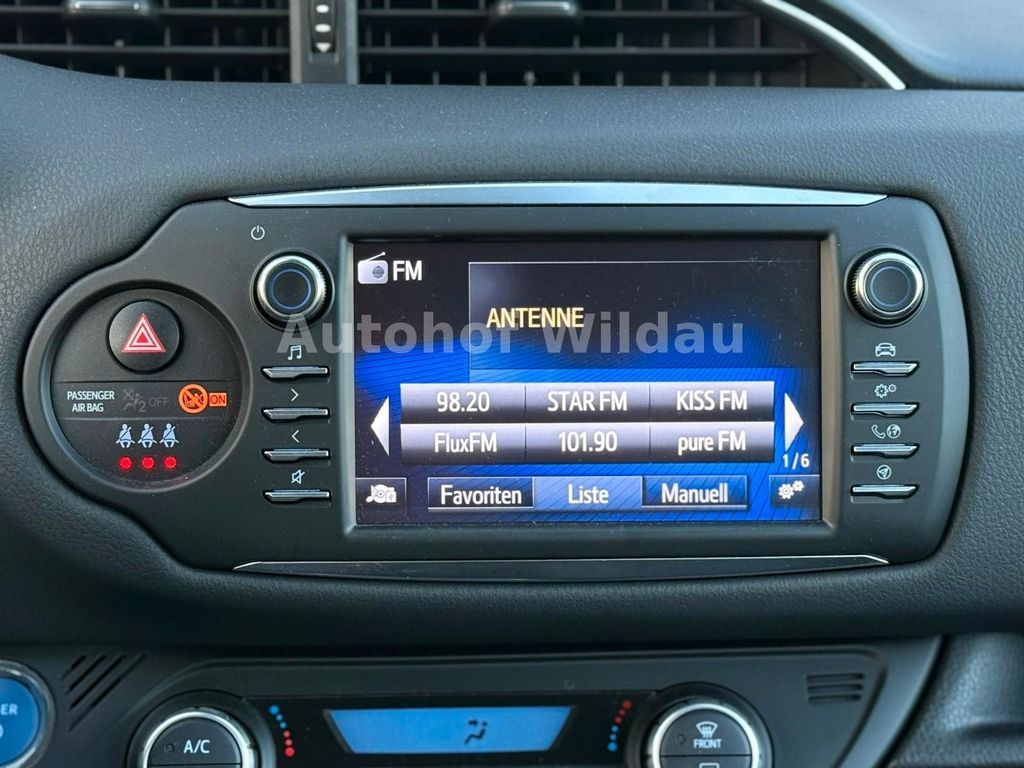 FM
ANTENNE
Autohof Wildau
98.20 STAR FM KISS FM
FluxFM 101.90 pure FM
1/6
Favoriten Liste Manuell
PASSENGER
AIR BAG
2 OFF
ON
A/C
FRONT